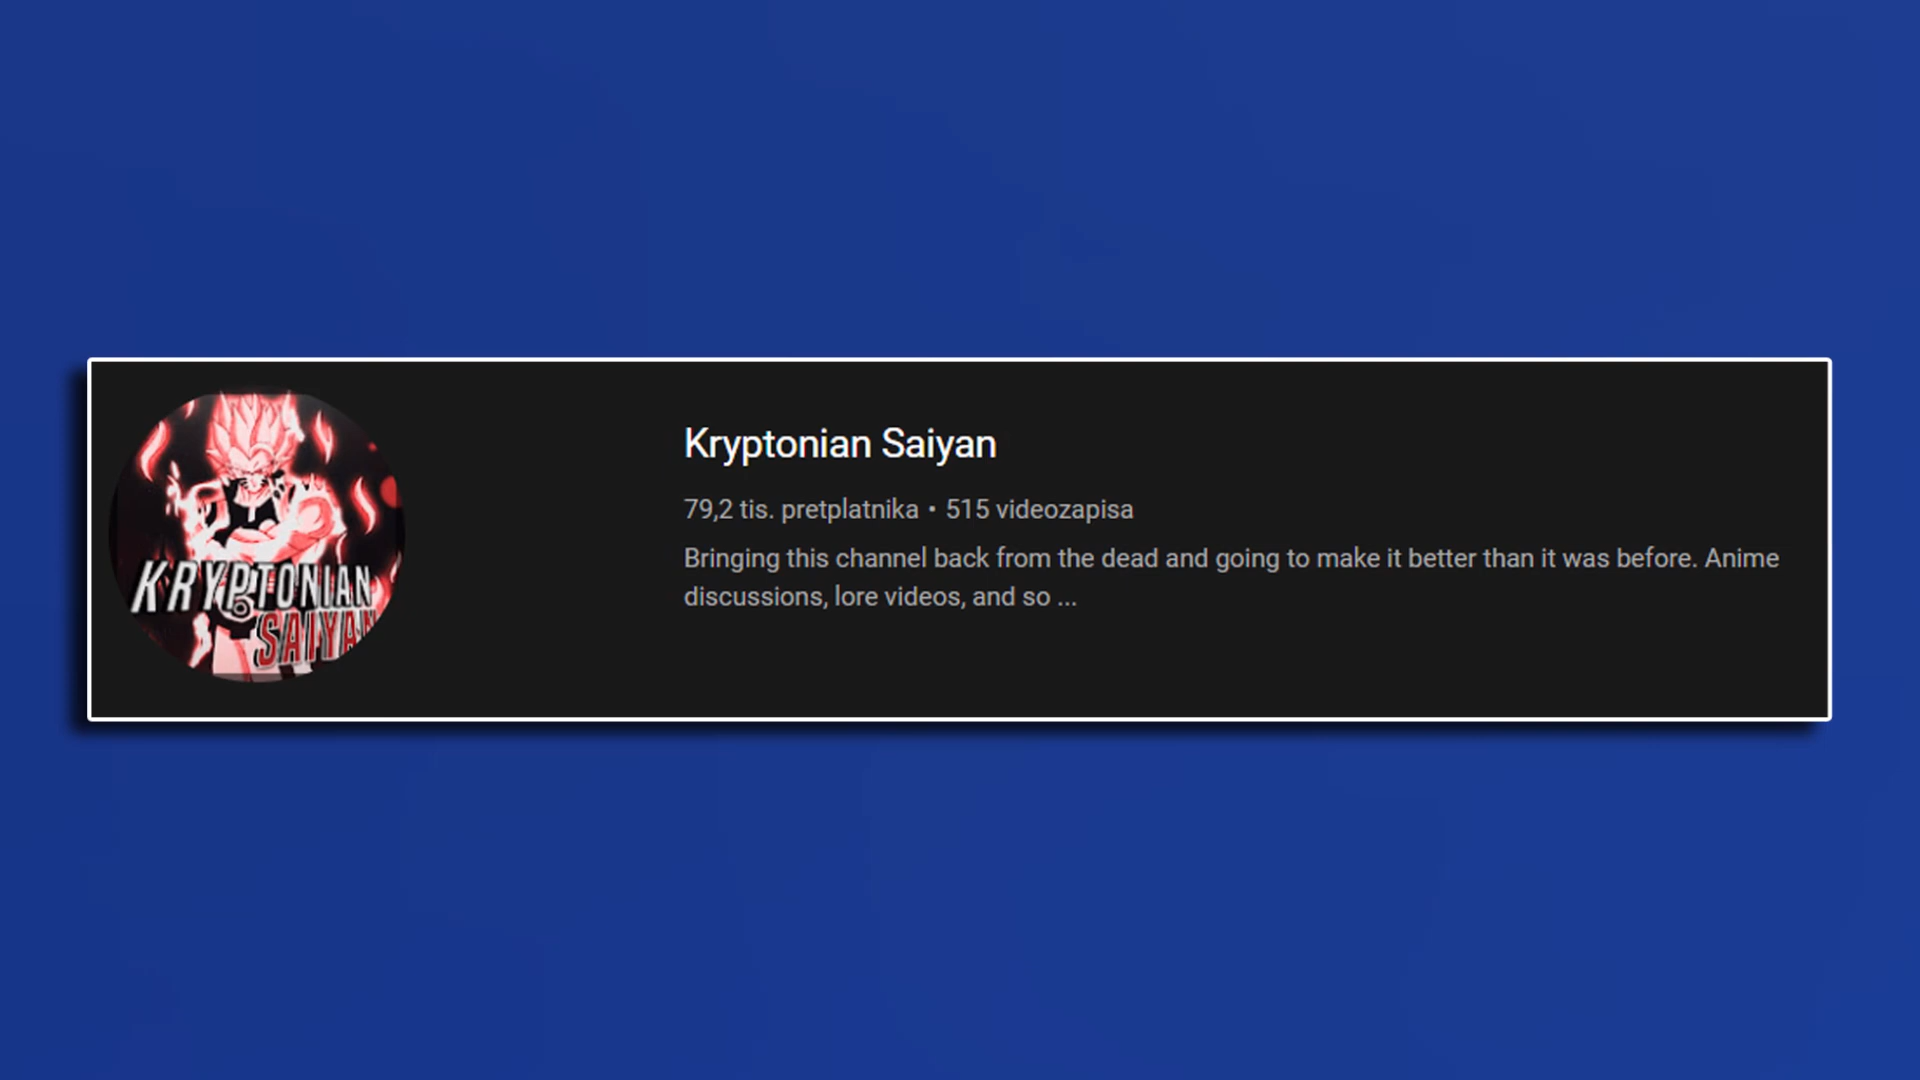 KRYPTONIAN
SAIYAN
Kryptonian Saiyan
79,2 tis. pretplatnika • 515 videozapisa
Bringing this channel back from the dead and going to make it better than it was before. Anime
discussions, lore videos, and so ...